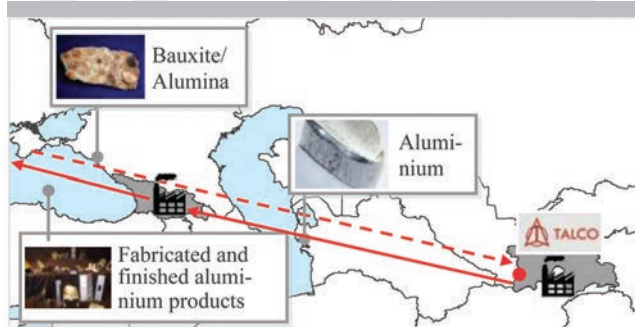 Bauxite/
Alumina
Alumi-
nium
TALCO
Fabricated and
finished alumi-
nium products